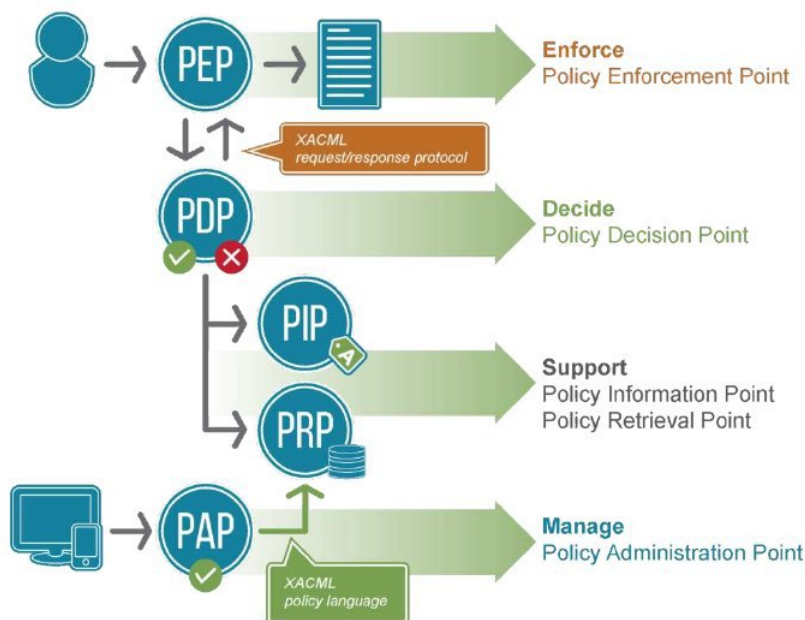 PEP
Enforce
Policy Enforcement Point
XACML
request/response protocol
PDP
Decide
Policy Decision Point
PIP
A
Support
Policy Information Point
Policy Retrieval Point
PRP
PAP
Manage
Policy Administration Point
XACML
policy language